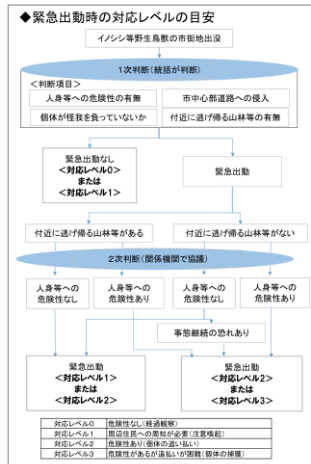 ◆緊急出動時の対応レベルの目安
イノシシ等野生鳥獣の市街地出没
1次判断(統括が判断)
<判断項目>
人身等への危険性の有無
市中心部道路への侵入
個体が怪我を負っていないか
付近に逃げ帰る山林等の有無
緊急出動なし
<対応レベル0>
または
<対応レベル1>
緊急出動
付近に逃げ帰る山林等がある
付近に逃げ帰る山林等がない
2次判断(関係機関で協議)
人身等への
危険性なし
人身等への
危険性あり
人身等への
危険性なし
人身等への
危険性あり
事態継続の恐れあり
緊急出動
<対応レベル1>
または
<対応レベル2>
緊急出動
<対応レベル2>
または
<対応レベル3>
対応レベル0 危険性なし(経過観察)
対応レベル1 周辺住民への周知が必要(注意喚起)
対応レベル2 危険性あり(個体の追い払い)
対応レベル3 危険性があるが追払いが困難(個体の捕獲)